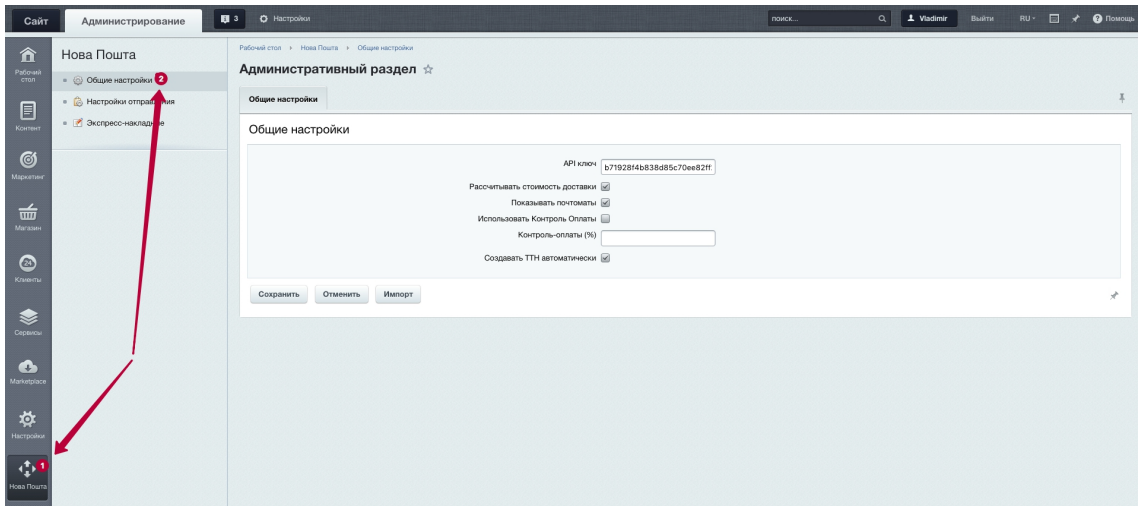 Сайт
Администрирование
3
Настройки
поиск...
Vladimir
Выйти
RU
Помощь
Рабочий стол
Контент
Маркетинг
Магазин
24
Клиенты
Сервисы
Marketplace
Настройки
1
Нова Пошта
Нова Пошта
Общие настройки 2
Настройки отправления
Экспресс-накладные
Рабочий стол Нова Пошта Общие настройки
Административный раздел
Общие настройки
Общие настройки
API ключ b71928f4b838d85c70ee82ff
Рассчитывать стоимость доставки
Показывать почтоматы
Использовать Контроль Оплаты
Контроль-оплаты (%)
Создавать ТТН автоматически
Сохранить Отменить Импорт